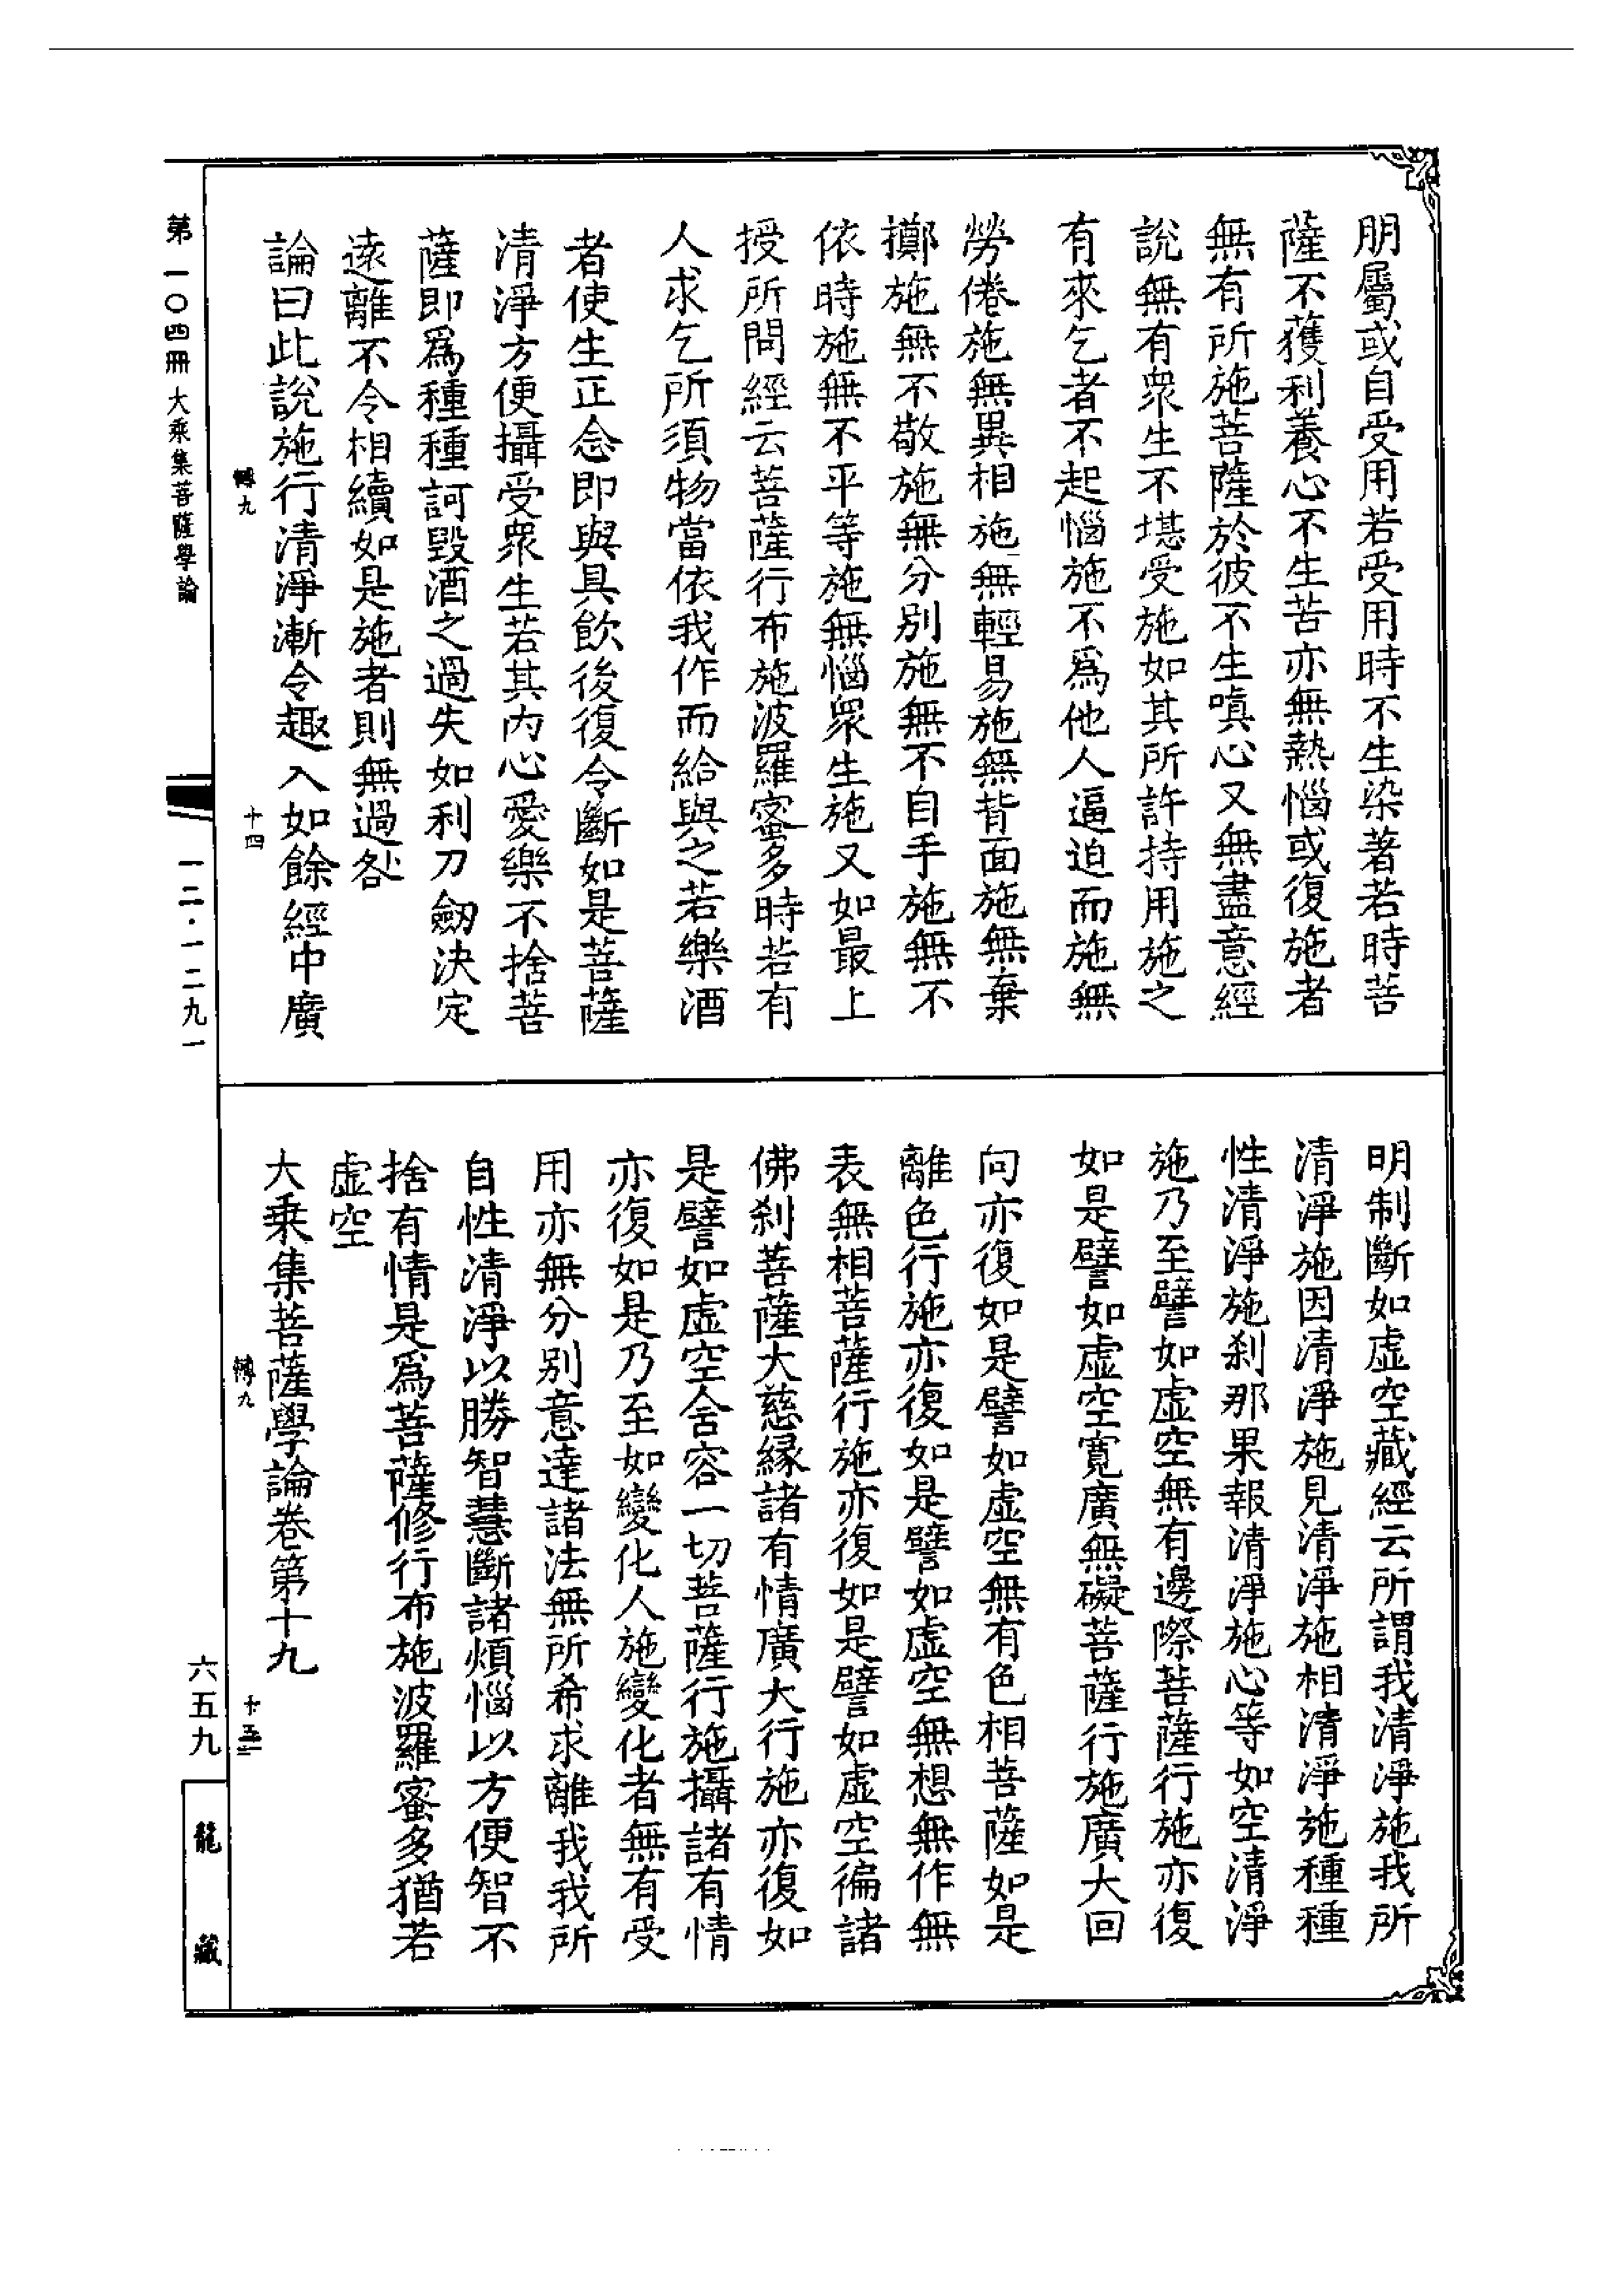 朋屬或自受用若受用時不生染著若時菩
薩不獲利養心不生苦亦無熱惱或復施者
無有所施菩薩於彼不生嗔心又無盡意經
說無有衆生不堪受施如其所許持用施之
有來乞者不起惱施不爲他人逼迫而施無
勞倦施無異相施無輕易施無背面施無棄
擲施無不敬施無分別施無不自手施無不
依時施無不平等施無惱衆生施又如最上
授所問經云菩薩行布施波羅蜜多時若有
人求乞所須物當依我作而給與之若樂酒
者使生正念即與具飲後復令斷如是菩薩
清淨方便攝受衆生若其內心愛樂不捨菩
薩即爲種種訶毀酒之過失如利刀劒決定
遠離不令相續如是施者則無過咎
論曰此說施行清淨漸令趣入如餘經中廣
轉九
十四
明制斷如虛空藏經云所謂我清淨施我所
清淨施因清淨施見清淨施相清淨施種種
性清淨施刹那果報清淨施心等如空清淨
施乃至譬如虛空無有邊際菩薩行施亦復
如是譬如虛空寬廣無礙菩薩行施廣大回
向亦復如是譬如虛空無有色相菩薩如是
離色行施亦復如是譬如虛空無想無作無
表無相菩薩行施亦復如是譬如虛空徧諸
佛刹菩薩大慈緣諸有情廣大行施亦復如
是譬如虛空含容一切菩薩行施攝諸有情
亦復如是乃至如變化人施變化者無有受
用亦無分別意達諸法無所希求離我我所
自性清淨以勝智慧斷諸煩惱以方便智不
捨有情是爲菩薩修行布施波羅蜜多猶若
虛空
大乘集菩薩學論卷第十九
轉九
十五
第一〇四冊 大乘集菩薩學論
一二·一二九一
六五九
龍藏